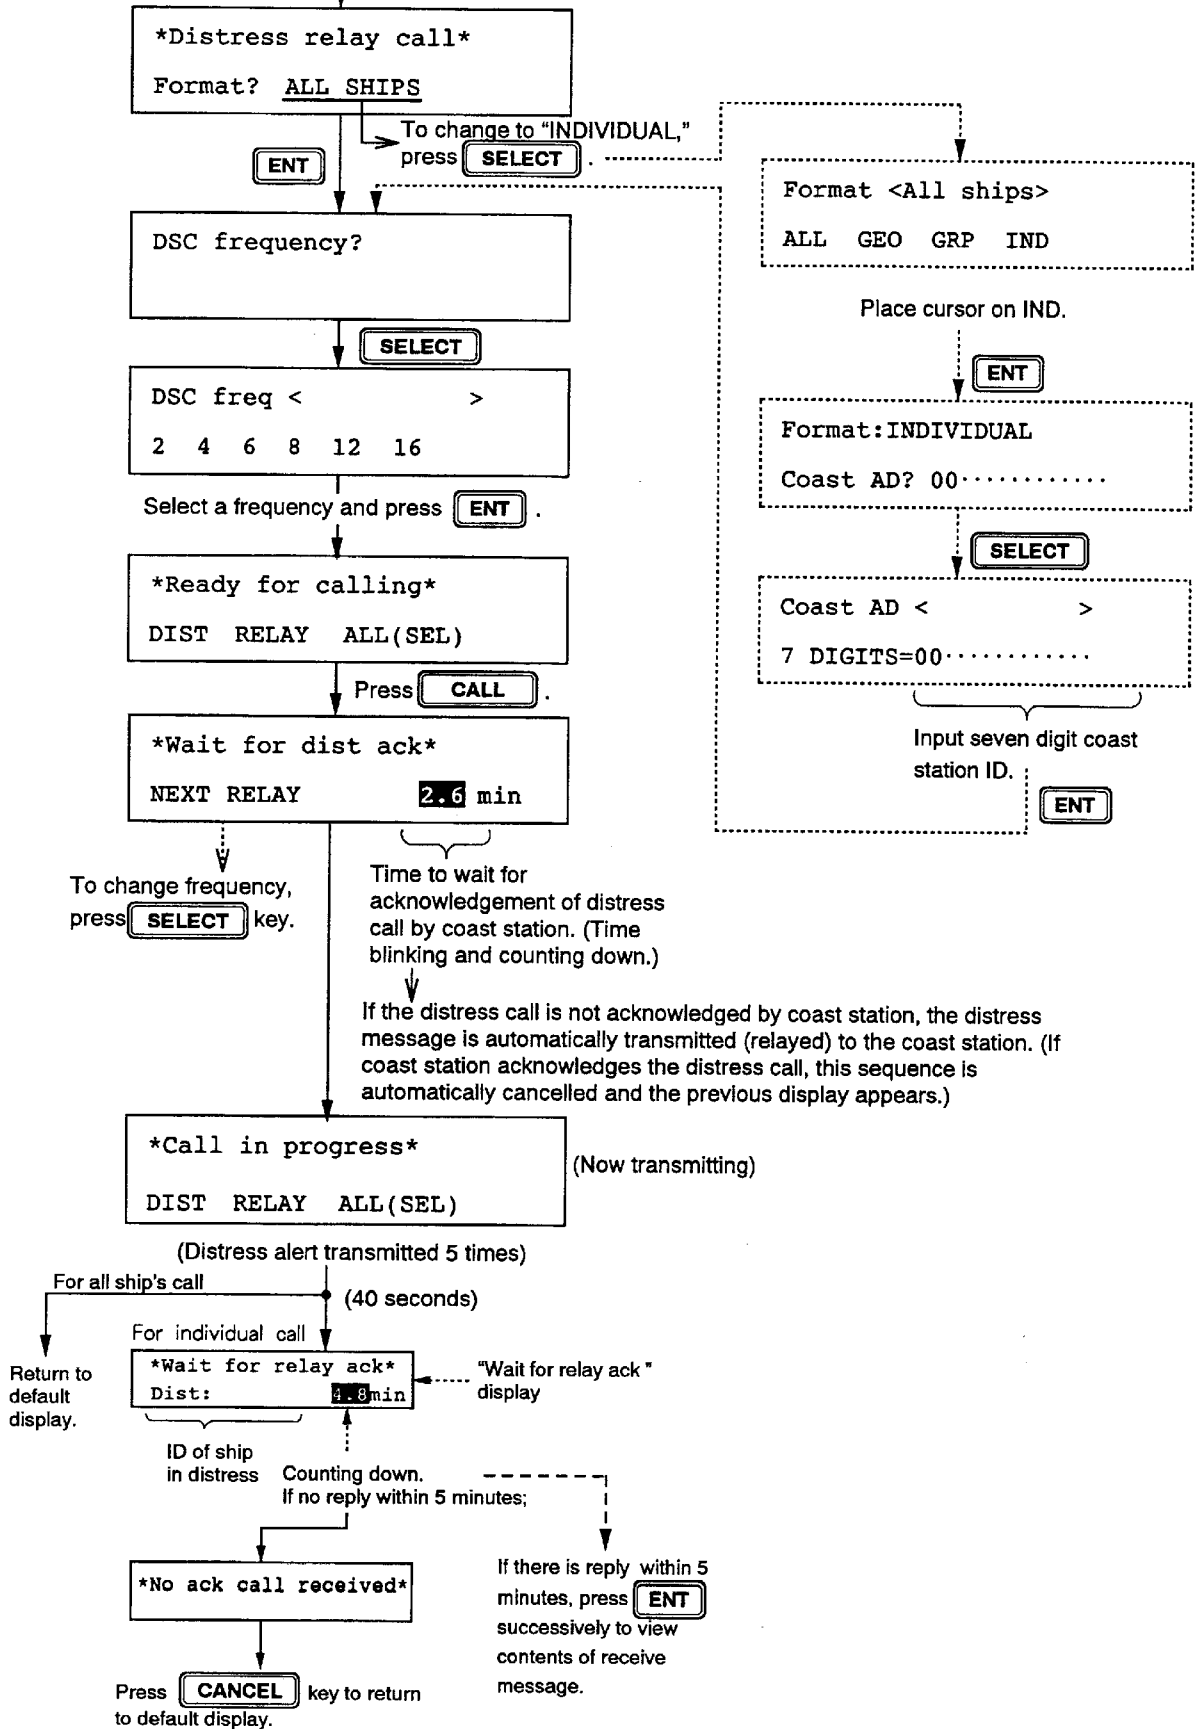 *Distress relay call*
Format? ALL SHIPS
To change to “INDIVIDUAL,”
press SELECT .
ENT
Format <All ships>
ALL GEO GRP IND
DSC frequency?
Place cursor on IND.
SELECT
ENT
DSC freq < >
2 4 6 8 12 16
Format:INDIVIDUAL
Coast AD? 00············
Select a frequency and press ENT .
SELECT
*Ready for calling*
DIST RELAY ALL(SEL)
Coast AD < >
7 DIGITS=00············
Press CALL .
Input seven digit coast
station ID.
ENT
*Wait for dist ack*
NEXT RELAY 2.6 min
To change frequency,
press SELECT key.
Time to wait for
acknowledgement of distress
call by coast station. (Time
blinking and counting down.)
If the distress call is not acknowledged by coast station, the distress
message is automatically transmitted (relayed) to the coast station. (If
coast station acknowledges the distress call, this sequence is
automatically cancelled and the previous display appears.)
*Call in progress*
DIST RELAY ALL(SEL)
(Now transmitting)
(Distress alert transmitted 5 times)
For all ship's call
(40 seconds)
For individual call
Return to
default
display.
*Wait for relay ack*
Dist: 4.8min
“Wait for relay ack ”
display
ID of ship
in distress
Counting down.
If no reply within 5 minutes;
*No ack call received*
If there is reply within 5
minutes, press ENT
successively to view
contents of receive
message.
Press CANCEL key to return
to default display.